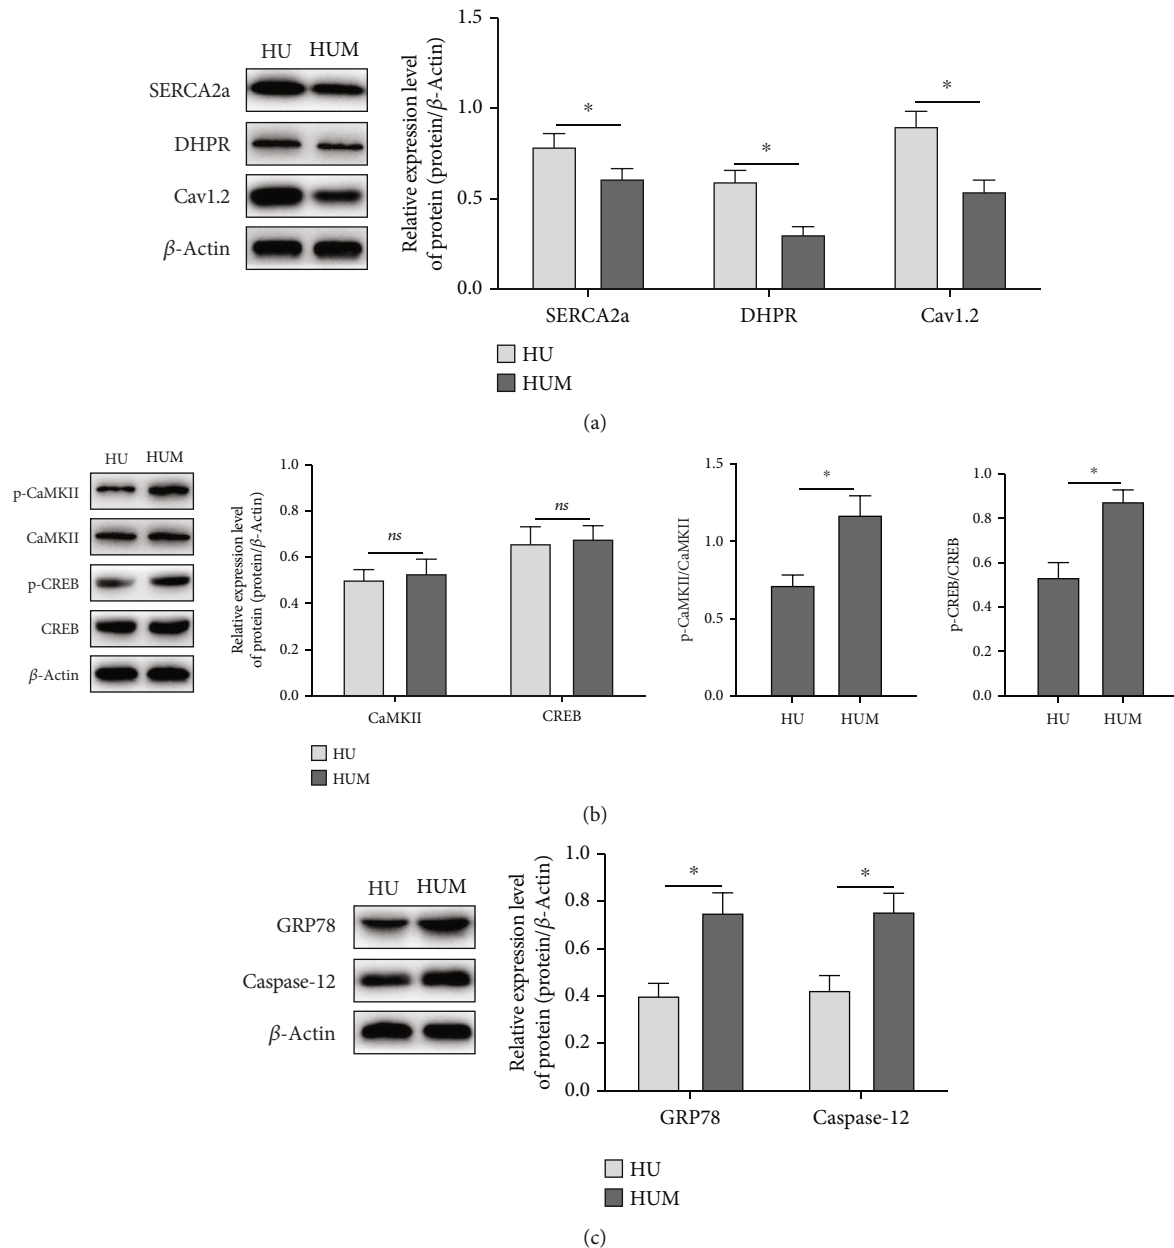 HU HUM
SERCA2a
DHPR
Cav1.2
β-Actin
Relative expression level
of protein (protein/β-Actin)
1.5
1.0
0.5
0.0
*
*
*
SERCA2a DHPR Cav1.2
HU
HUM
(a)
HU HUM
p-CaMKII
CaMKII
p-CREB
CREB
β-Actin
Relative expression level
of protein (protein/β-Actin)
1.0
0.8
0.6
0.4
0.2
0.0
ns
ns
CaMKII CREB
HU
HUM
p-CaMKII/CaMKII
1.5
1.0
0.5
0.0
*
HU HUM
p-CREB/CREB
1.0
0.8
0.6
0.4
0.2
0.0
*
HU HUM
(b)
HU HUM
GRP78
Caspase-12
β-Actin
Relative expression level
of protein (protein/β-Actin)
1.0
0.8
0.6
0.4
0.2
0.0
*
*
GRP78 Caspase-12
HU
HUM
(c)